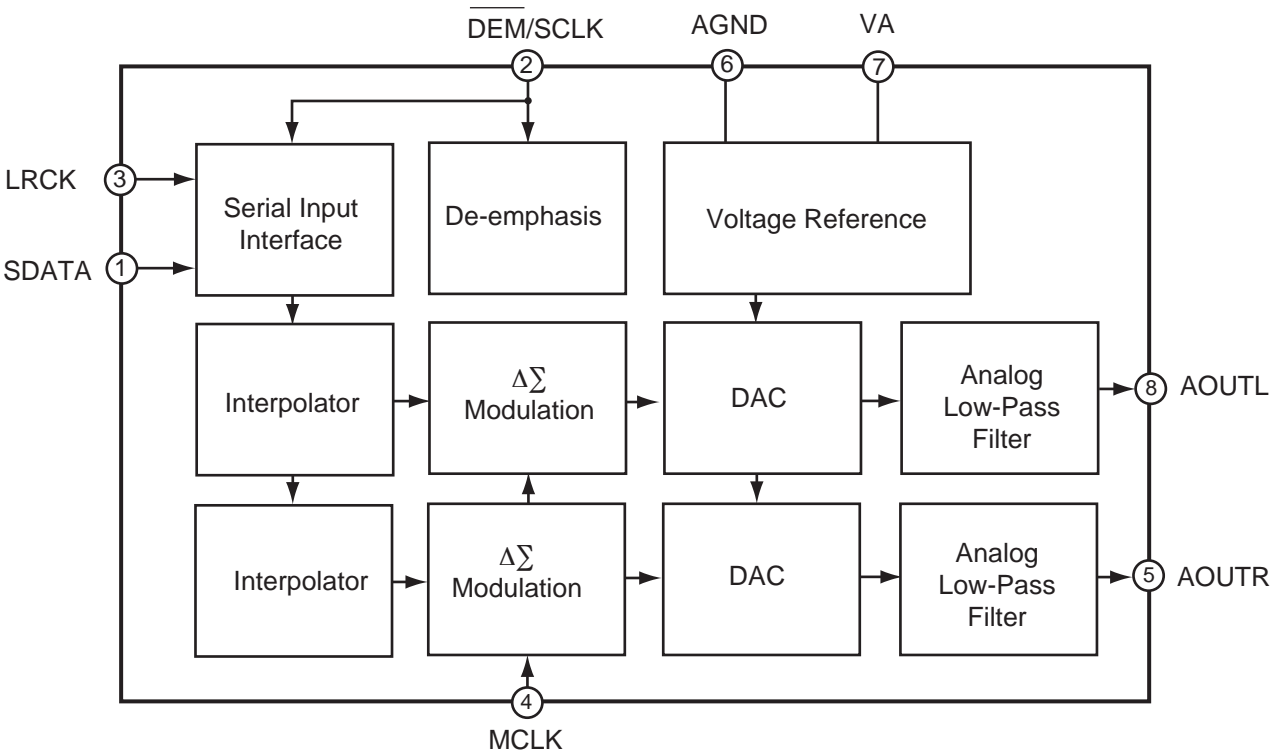 DEM/SCLK
AGND
VA
2
6
7
LRCK
3
SDATA
1
Serial Input
Interface
De-emphasis
Voltage Reference
Interpolator
ΔΣ
Modulation
DAC
Analog
Low-Pass
Filter
8
AOUTL
Interpolator
ΔΣ
Modulation
DAC
Analog
Low-Pass
Filter
5
AOUTR
4
MCLK